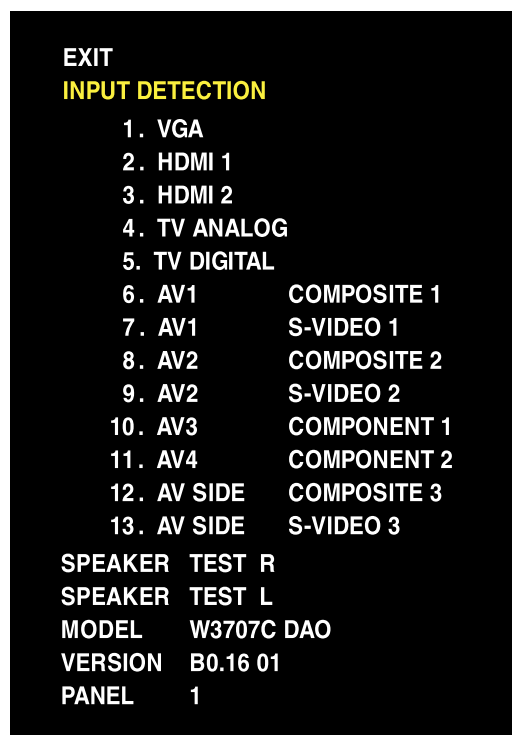 EXIT
INPUT DETECTION
1. VGA
2. HDMI 1
3. HDMI 2
4. TV ANALOG
5. TV DIGITAL
6. AV1 COMPOSITE 1
7. AV1 S-VIDEO 1
8. AV2 COMPOSITE 2
9. AV2 S-VIDEO 2
10. AV3 COMPONENT 1
11. AV4 COMPONENT 2
12. AV SIDE COMPOSITE 3
13. AV SIDE S-VIDEO 3
SPEAKER TEST R
SPEAKER TEST L
MODEL W3707C DAO
VERSION B0.16 01
PANEL 1